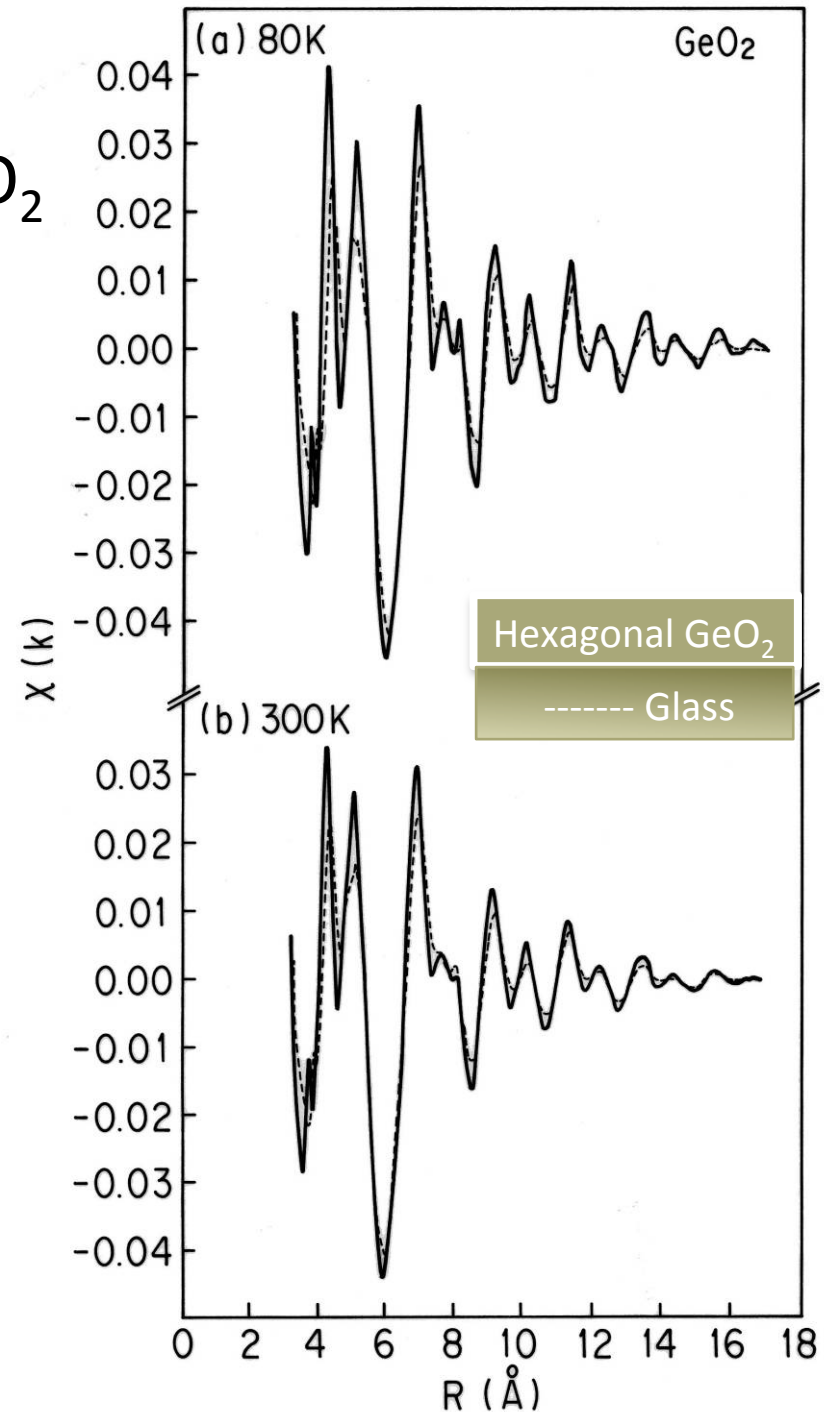 O₂
(a) 80K
GeO₂
0.04
0.03
0.02
0.01
0.00
-0.01
-0.02
-0.03
-0.04
Hexagonal GeO₂
------- Glass
χ (k)
(b) 300K
0.03
0.02
0.01
0.00
-0.01
-0.02
-0.03
-0.04
0 2 4 6 8 10 12 14 16 18
R (Å)